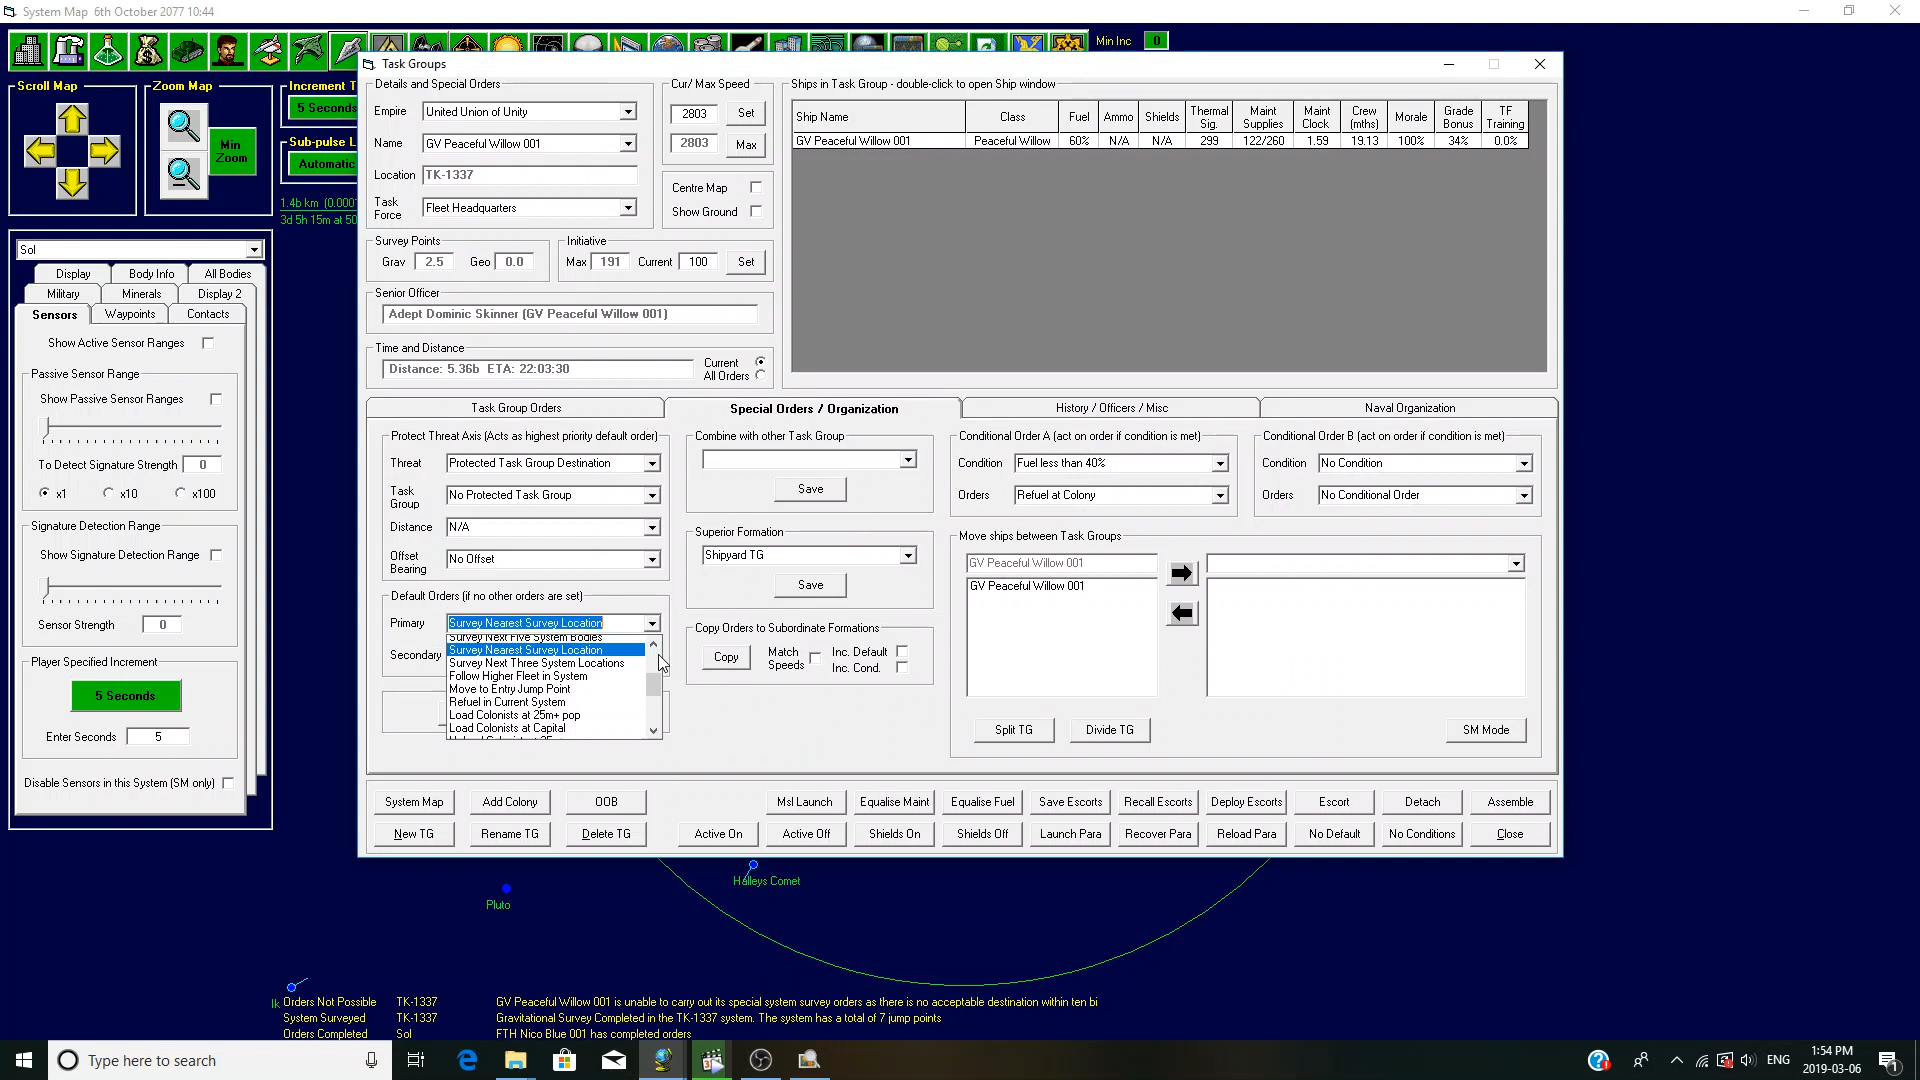 System Map 6th October 2077 10:44
Min Inc 0
Scroll Map
Zoom Map
Min Zoom
Increment T
5 Seconds
Sub-pulse L
Automatic
1.4b km (0.000
3d 5h 15m at 50
Sol
Display Body Info All Bodies
Military Minerals Display 2
Sensors Waypoints Contacts
Show Active Sensor Ranges
Passive Sensor Range
Show Passive Sensor Ranges
To Detect Signature Strength 0
x1 x10 x100
Signature Detection Range
Show Signature Detection Range
Sensor Strength 0
Player Specified Increment
5 Seconds
Enter Seconds 5
Disable Sensors in this System (SM only)
Task Groups
Details and Special Orders
Empire United Union of Unity
Name GV Peaceful Willow 001
Location TK-1337
Task Force Fleet Headquarters
Cur/ Max Speed
2803 Set
2803 Max
Centre Map
Show Ground
Survey Points
Grav 2.5 Geo 0.0
Initiative
Max 191 Current 100 Set
Senior Officer
Adept Dominic Skinner (GV Peaceful Willow 001)
Time and Distance
Distance: 5.36b ETA: 22:03:30
Current
All Orders
Ships in Task Group - double-click to open Ship window
Ship Name Class Fuel Ammo Shields Thermal Sig. Maint Supplies Maint Clock Crew (mths) Morale Grade Bonus TF Training
GV Peaceful Willow 001 Peaceful Willow 60% N/A N/A 299 122/260 1.59 19.13 100% 34% 0.0%
Task Group Orders Special Orders / Organization History / Officers / Misc Naval Organization
Protect Threat Axis (Acts as highest priority default order)
Threat Protected Task Group Destination
Task Group No Protected Task Group
Distance N/A
Offset Bearing No Offset
Default Orders (if no other orders are set)
Primary Survey Nearest Survey Location
Secondary
Survey Next Five System Bodies
Survey Nearest Survey Location
Survey Next Three System Locations
Follow Higher Fleet in System
Move to Entry Jump Point
Refuel in Current System
Load Colonists at 25m+ pop
Load Colonists at Capital
Combine with other Task Group
Save
Superior Formation
Shipyard TG
Save
Copy Orders to Subordinate Formations
Copy Match Speeds Inc. Default
Inc. Cond.
Conditional Order A (act on order if condition is met)
Condition Fuel less than 40%
Orders Refuel at Colony
Conditional Order B (act on order if condition is met)
Condition No Condition
Orders No Conditional Order
Move ships between Task Groups
GV Peaceful Willow 001
GV Peaceful Willow 001
Split TG Divide TG SM Mode
System Map Add Colony OOB Msl Launch Equalise Maint Equalise Fuel Save Escorts Recall Escorts Deploy Escorts Escort Detach Assemble
New TG Rename TG Delete TG Active On Active Off Shields On Shields Off Launch Para Recover Para Reload Para No Default No Conditions Close
Halleys Comet
Pluto
Ik
Orders Not Possible TK-1337 GV Peaceful Willow 001 is unable to carry out its special system survey orders as there is no acceptable destination within ten bi
System Surveyed TK-1337 Gravitational Survey Completed in the TK-1337 system. The system has a total of 7 jump points
Orders Completed Sol FTH Nico Blue 001 has completed orders
Type here to search
ENG
1:54 PM
2019-03-06
1